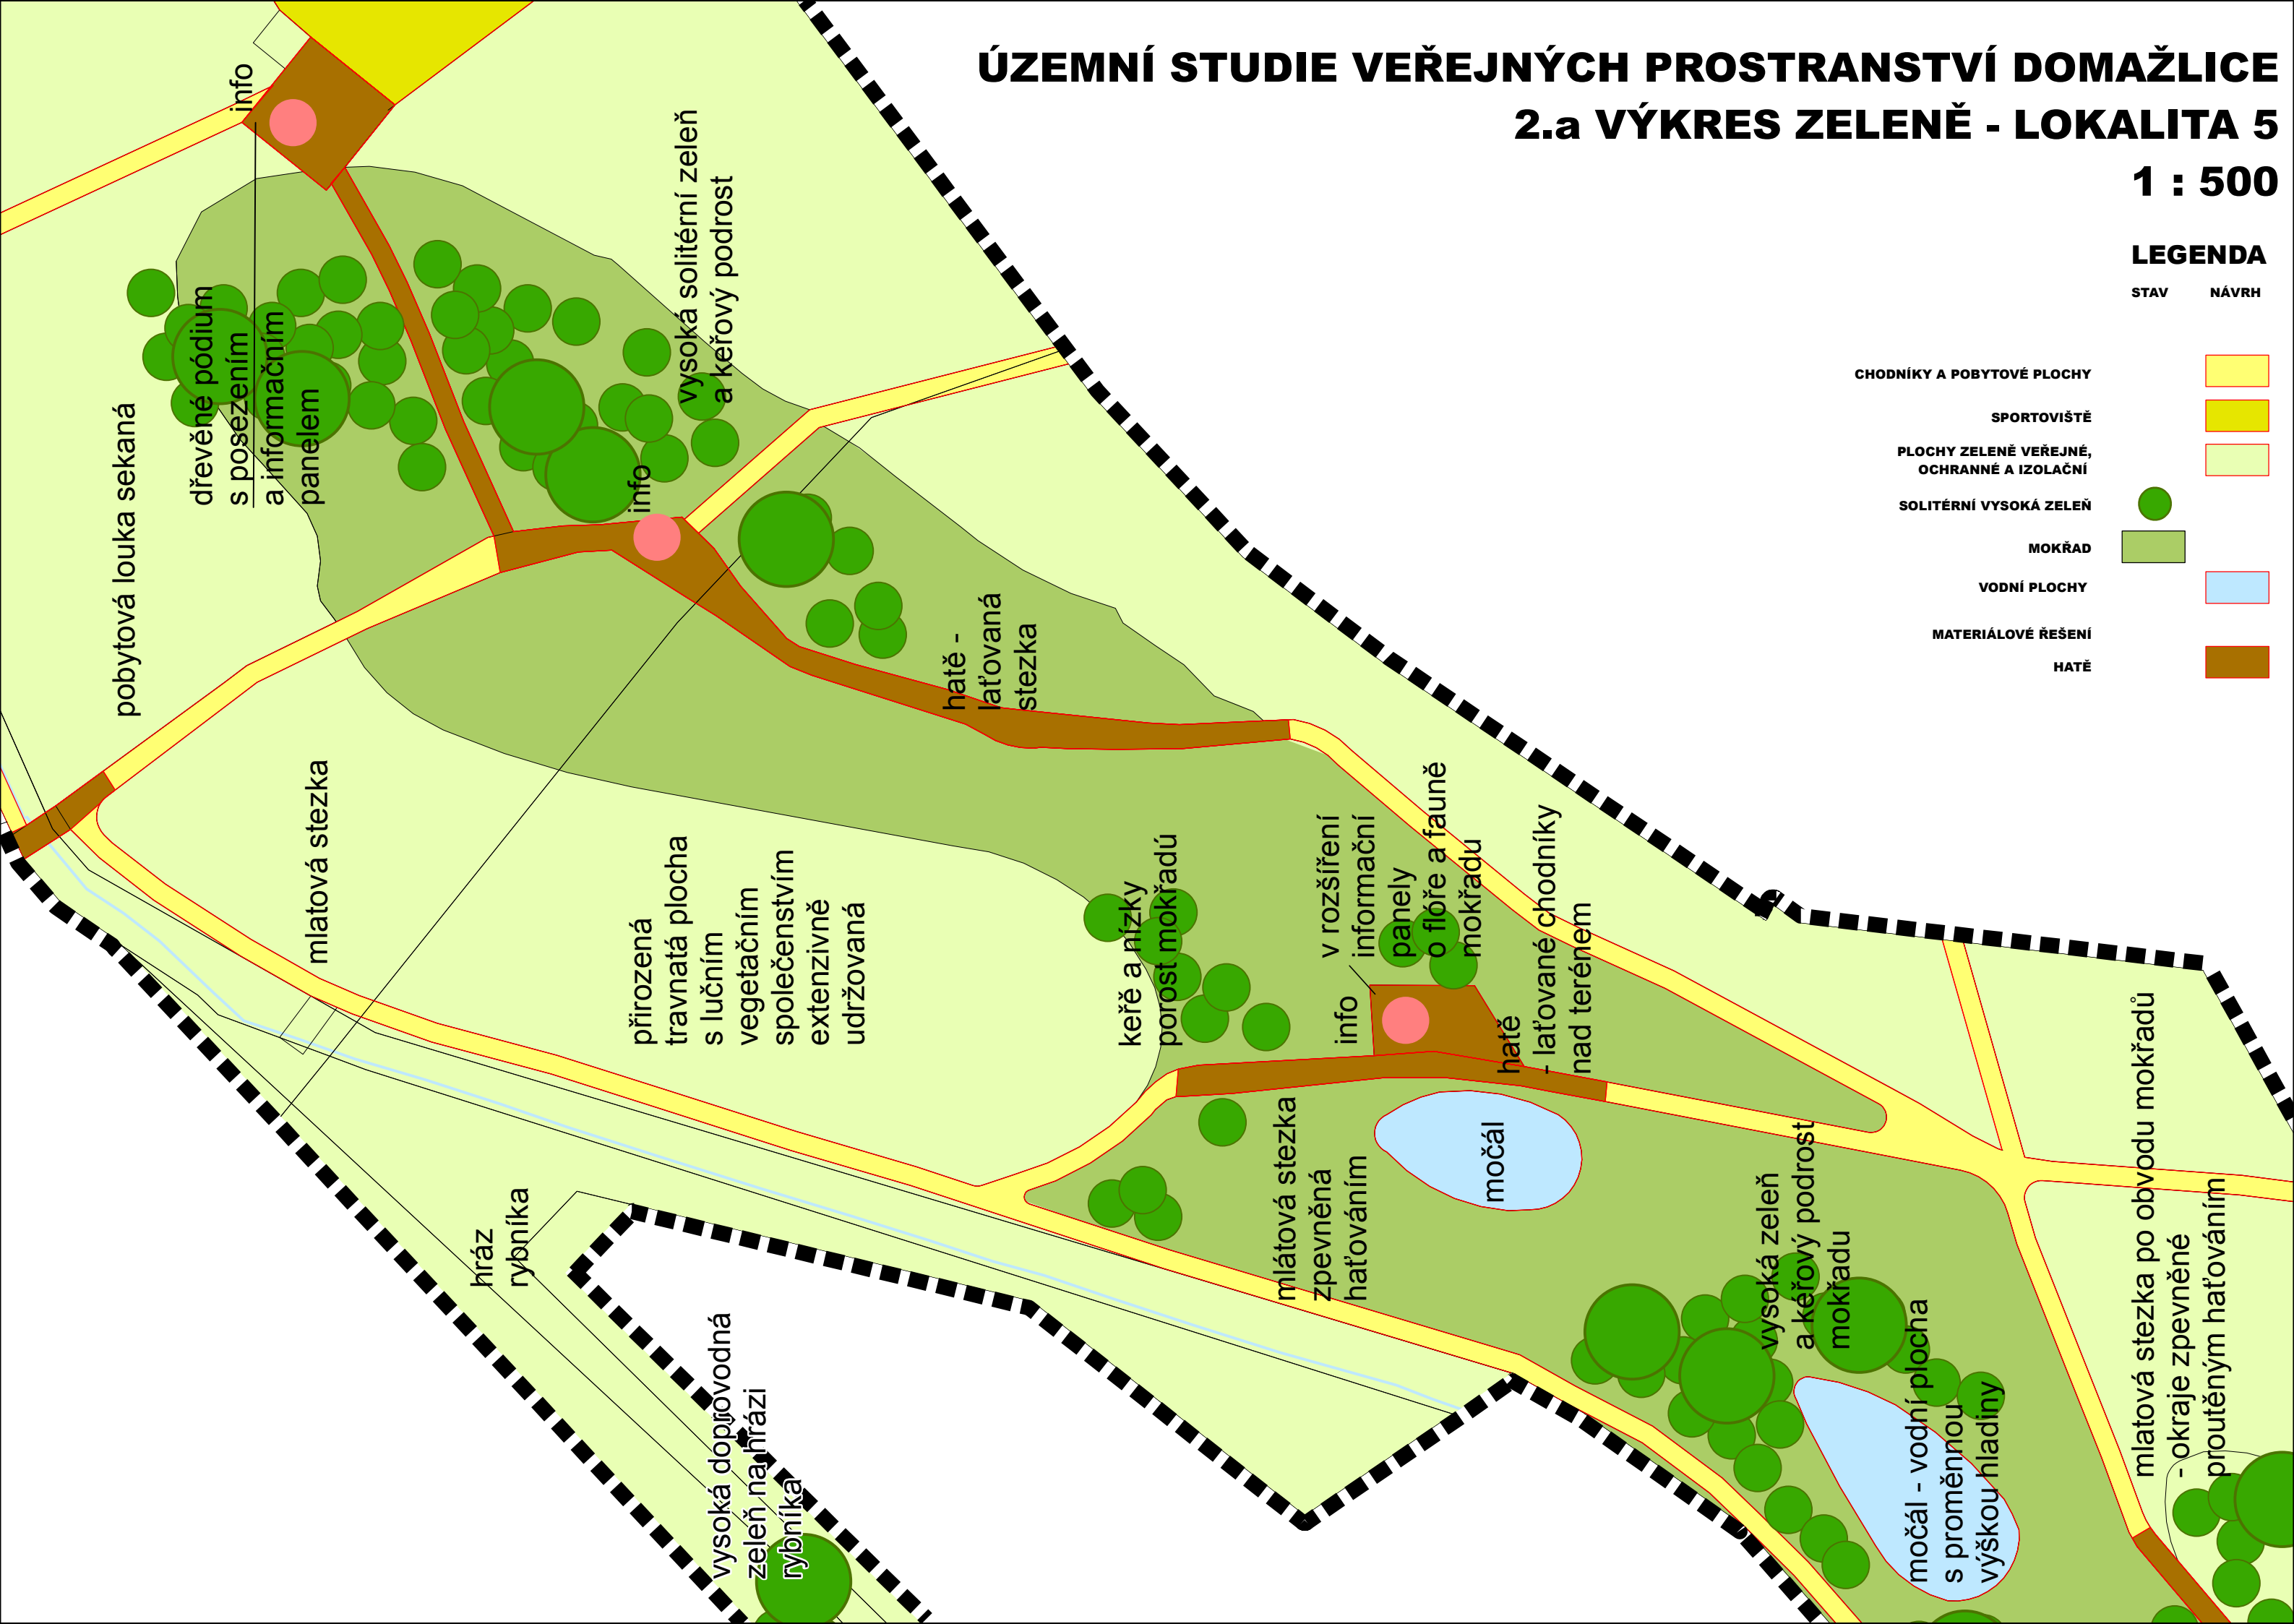 ÚZEMNÍ STUDIE VEŘEJNÝCH PROSTRANSTVÍ DOMAŽLICE
2.a VÝKRES ZELENĚ - LOKALITA 5
1 : 500
LEGENDA
STAV NÁVRH
CHODNÍKY A POBYTOVÉ PLOCHY
SPORTOVIŠTĚ
PLOCHY ZELENĚ VEŘEJNÉ,
OCHRANNÉ A IZOLAČNÍ
SOLITÉRNÍ VYSOKÁ ZELEŇ
MOKŘAD
VODNÍ PLOCHY
MATERIÁLOVÉ ŘEŠENÍ
HATĚ
info
dřevěné pódium
s posezením
a informačním
panelem
pobytová louka sekaná
vysoká solitérní zeleň
a keřový podrost
info
hatě -
laťovaná
stezka
mlatová stezka
přirozená
travnatá plocha
s lučním
vegetačním
společenstvím
extenzivně
udržovaná
keře a nízky
porost mokřadú
v rozšíření
informační
panely
o flóře a fauně
mokřadu
info
hatě
- laťované chodníky
nad terénem
močál
mlátová stezka
zpevněná
haťováním
hráz
rybníka
vysoká doprovodná
zeleň na hrázi
rybníka
vysoká zeleň
a kéřový podrost
mokřadu
močál - vodní plocha
s proměnnou
výškou hladiny
mlatová stezka po obvodu mokřadů
- okraje zpevněné
proutěným haťováním